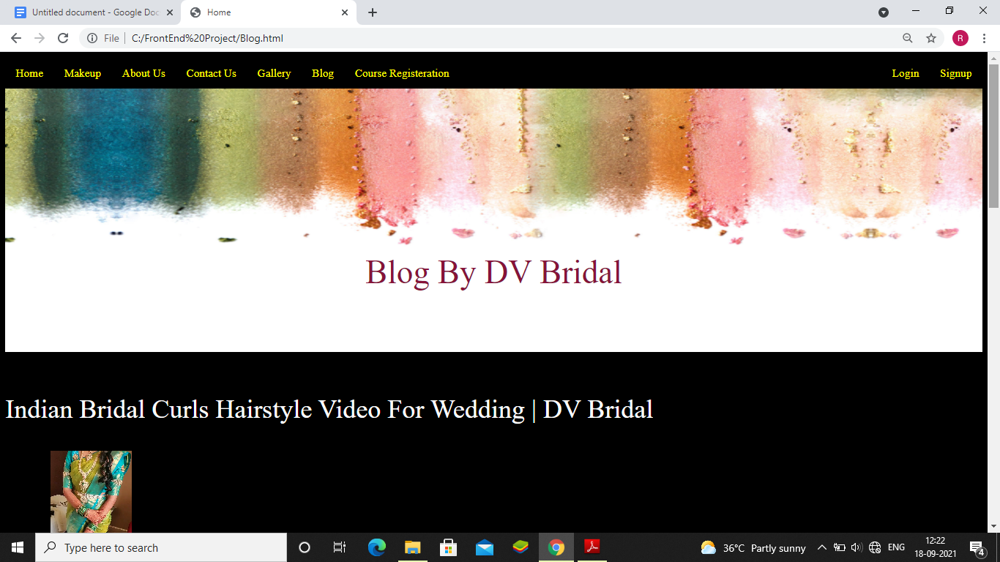 Untitled document - Google Doc
Home
File
C:/FrontEnd%20Project/Blog.html
R
Home Makeup About Us Contact Us Gallery Blog Course Registeration Login Signup
Blog By DV Bridal
Indian Bridal Curls Hairstyle Video For Wedding | DV Bridal
Type here to search
36°C Partly sunny
ENG
12:22
18-09-2021
4